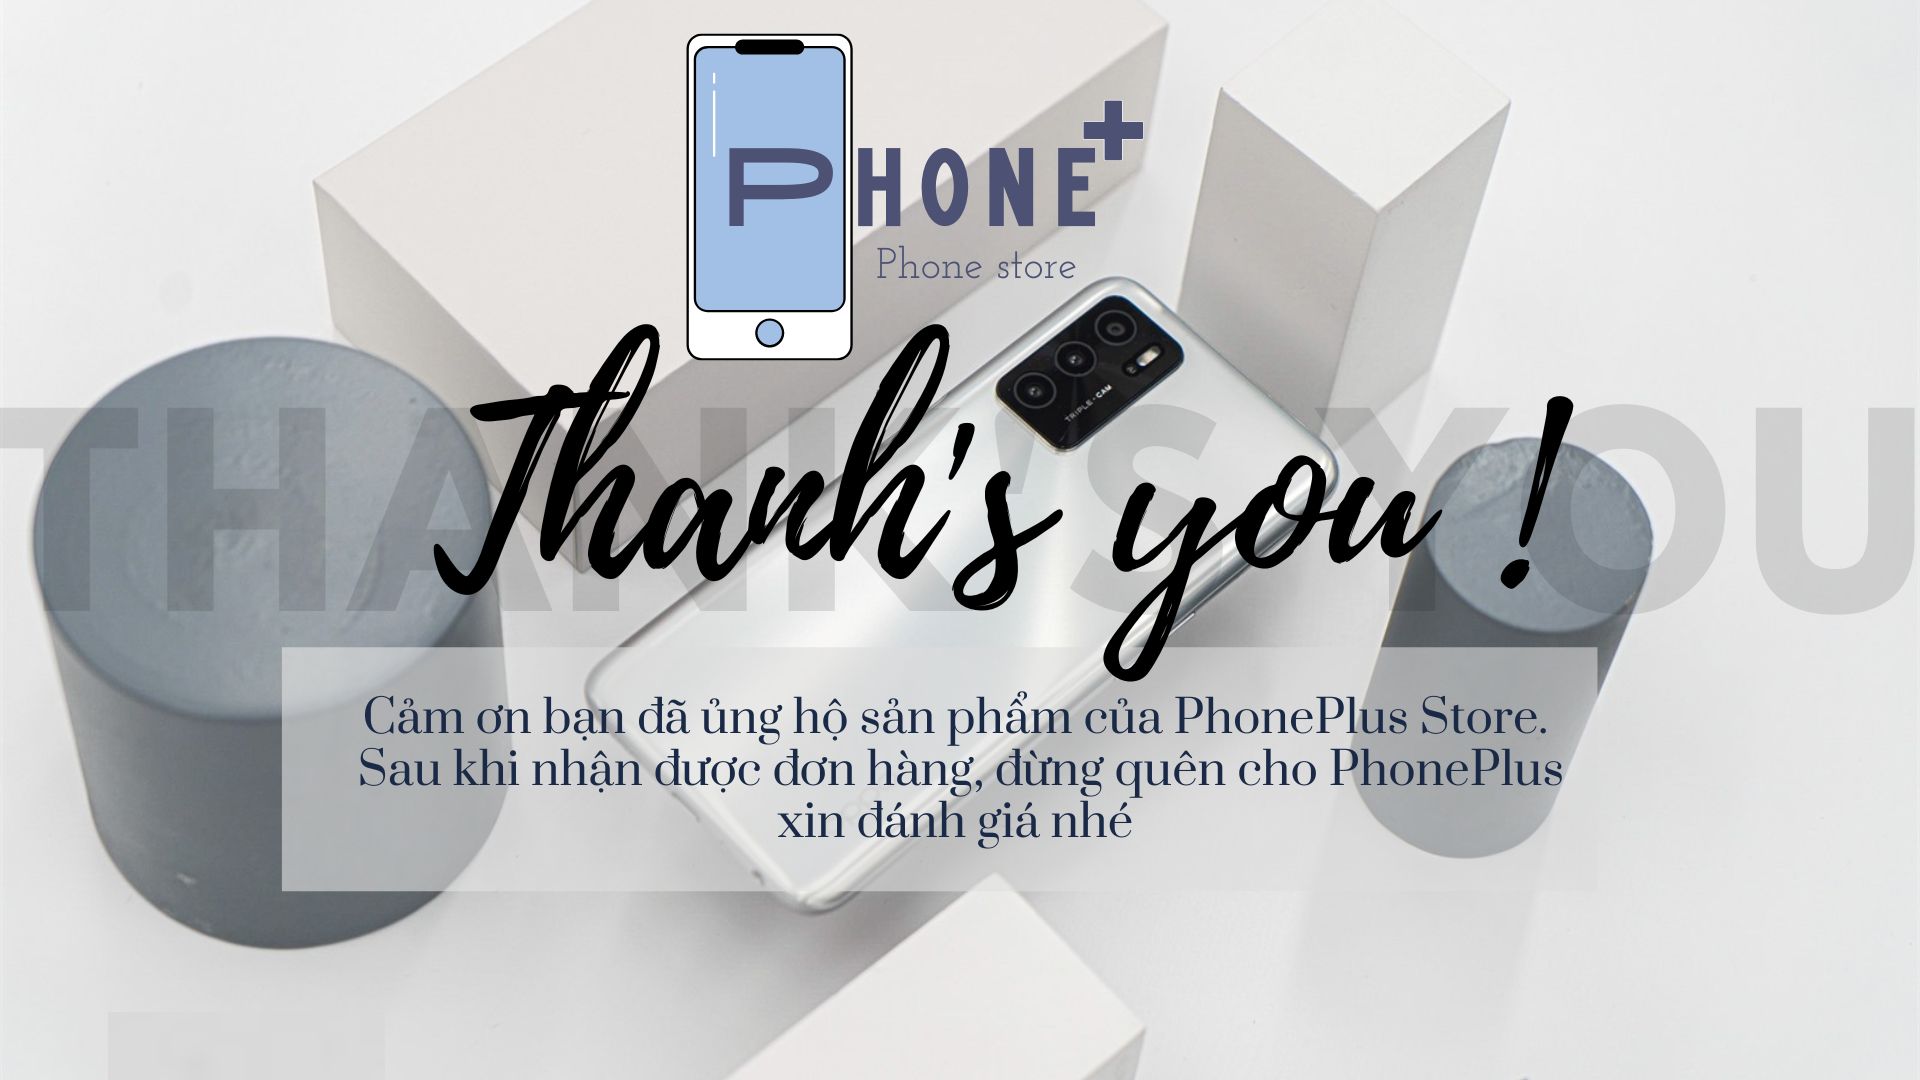 PHONE+
Phone store
TRIPLE-CAM
THANK'S YOU
Thank's you !
Cảm ơn bạn đã ủng hộ sản phẩm của PhonePlus Store.
Sau khi nhận được đơn hàng, đừng quên cho PhonePlus
xin đánh giá nhé